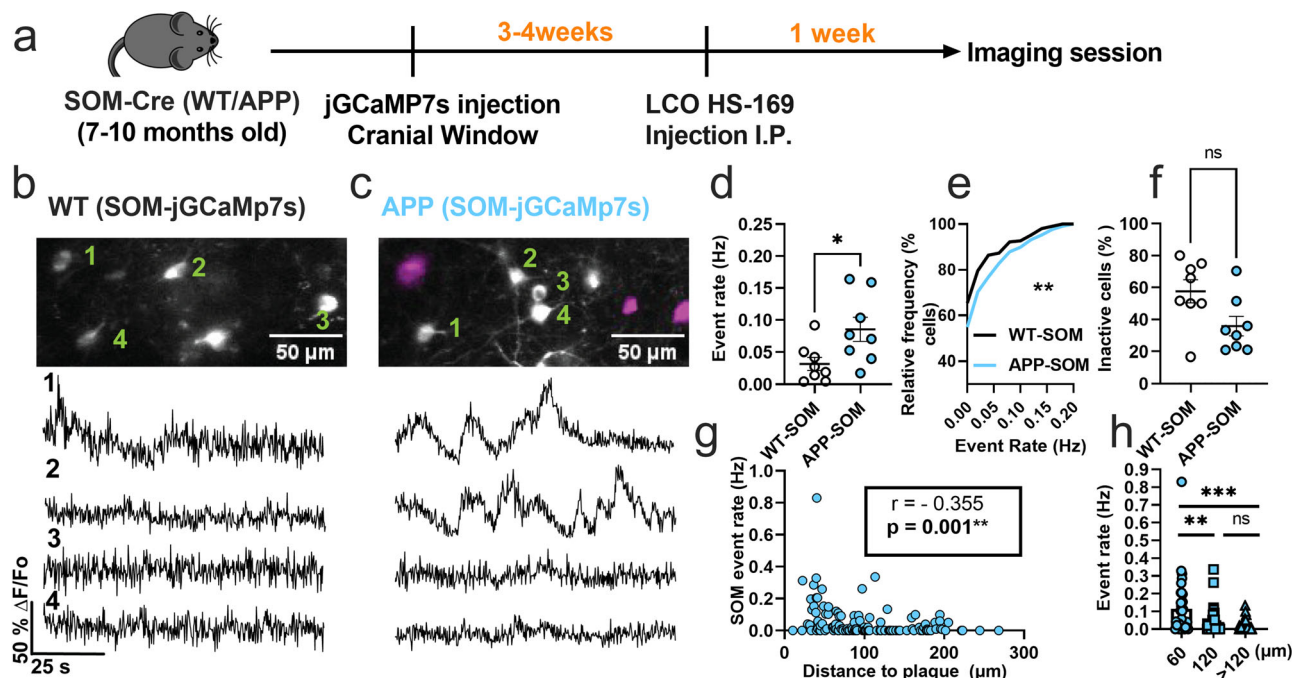 a
3-4weeks
1 week
Imaging session
SOM-Cre (WT/APP)
(7-10 months old)
jGCaMP7s injection
Cranial Window
LCO HS-169
Injection I.P.
b
WT (SOM-jGCaMp7s)
1
2
3
4
50 µm
1
2
3
4
50 % ΔF/Fo
25 s
c
APP (SOM-jGCaMp7s)
2
3
4
1
50 µm
d
Event rate (Hz)
0.25
0.20
0.15
0.10
0.05
0.00
*
WT-SOM
APP-SOM
e
Relative frequency (%
cells)
100
80
60
40
**
WT-SOM
APP-SOM
0.00
0.05
0.10
0.15
0.20
Event Rate (Hz)
f
ns
Inactive cells (% )
100
80
60
40
20
0
WT-SOM
APP-SOM
g
SOM event rate (Hz)
1.0
0.8
0.6
0.4
0.2
0.0
r = - 0.355
p = 0.001**
0 100 200 300
Distance to plaque (µm)
h
Event rate (Hz)
0.9
0.8
0.7
0.6
0.5
0.4
0.3
0.2
0.1
0.0
***
** ns
60
120
>120
(µm)